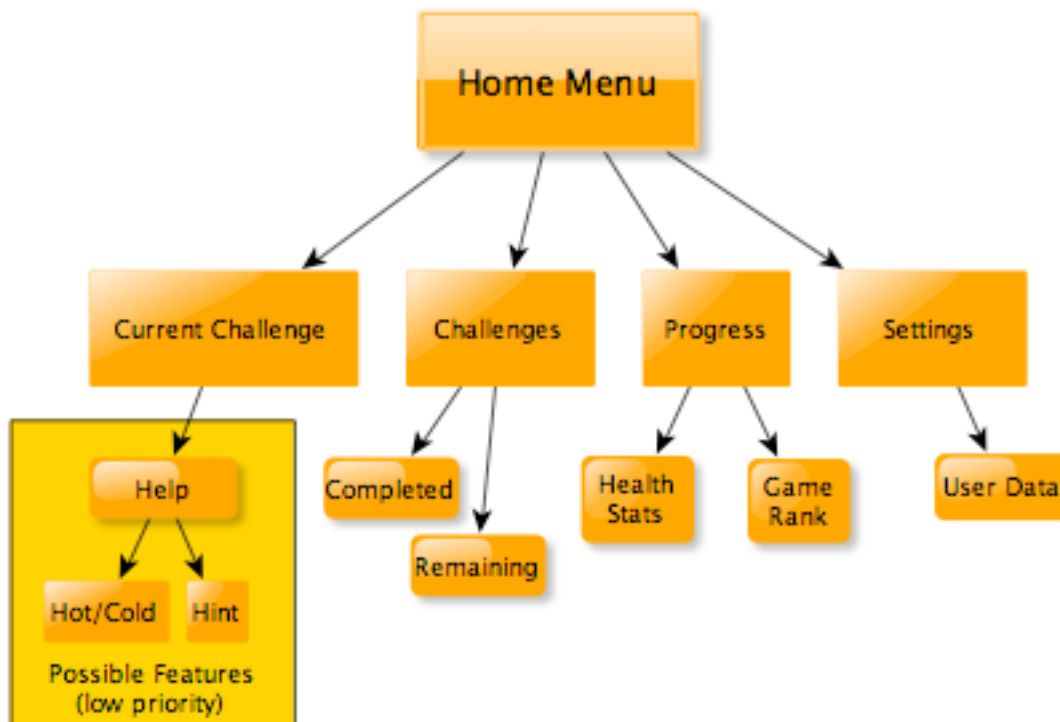 Home Menu
Current Challenge
Challenges
Progress
Settings
Help
Completed
Remaining
Health
Stats
Game
Rank
User Data
Hot/Cold
Hint
Possible Features
(low priority)